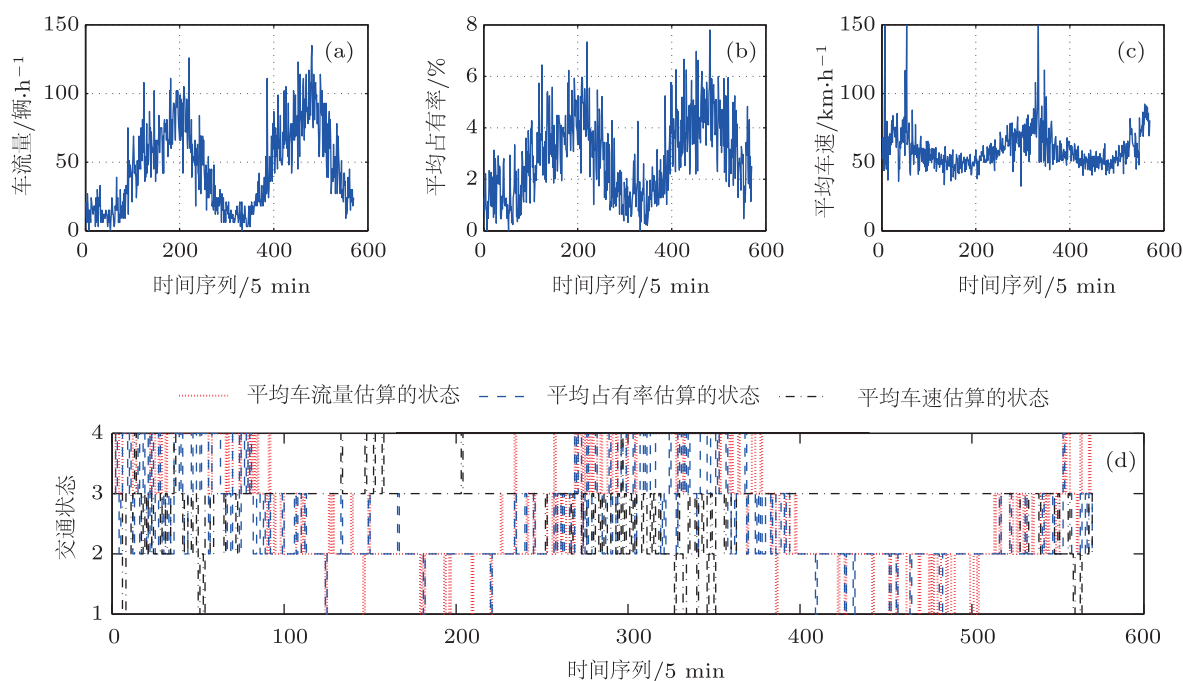 150
100
50
0
0
200
400
600
(a)
车流量/辆·h⁻¹
时间序列/5 min
8
6
4
2
0
0
200
400
600
(b)
平均占有率/%
时间序列/5 min
150
100
50
0
0
200
400
600
(c)
平均车速/km·h⁻¹
时间序列/5 min
平均车流量估算的状态
平均占有率估算的状态
平均车速估算的状态
4
3
2
1
0
100
200
300
400
500
600
(d)
交通状态
时间序列/5 min